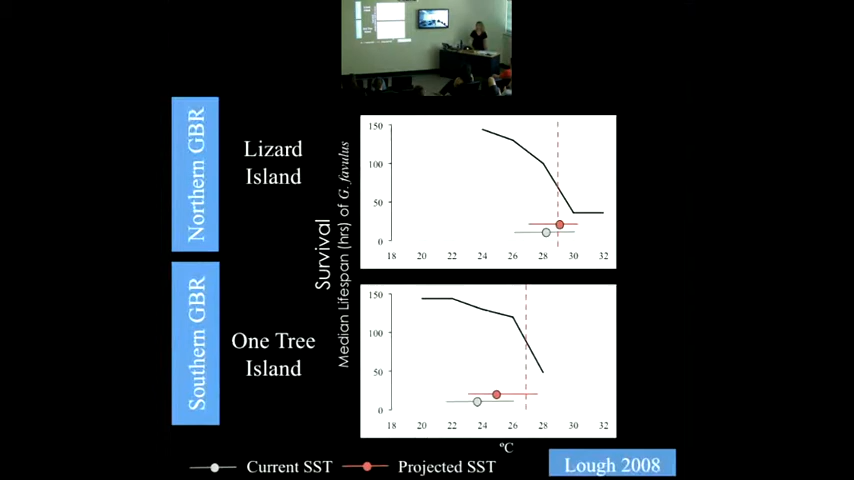 Northern GBR
Lizard
Island
Southern GBR
One Tree
Island
Survival
Median Lifespan (hrs) of G. favulus
150
100
50
0
18 20 22 24 26 28 30 32
150
100
50
0
18 20 22 24 26 28 30 32
ºC
Current SST
Projected SST
Lough 2008